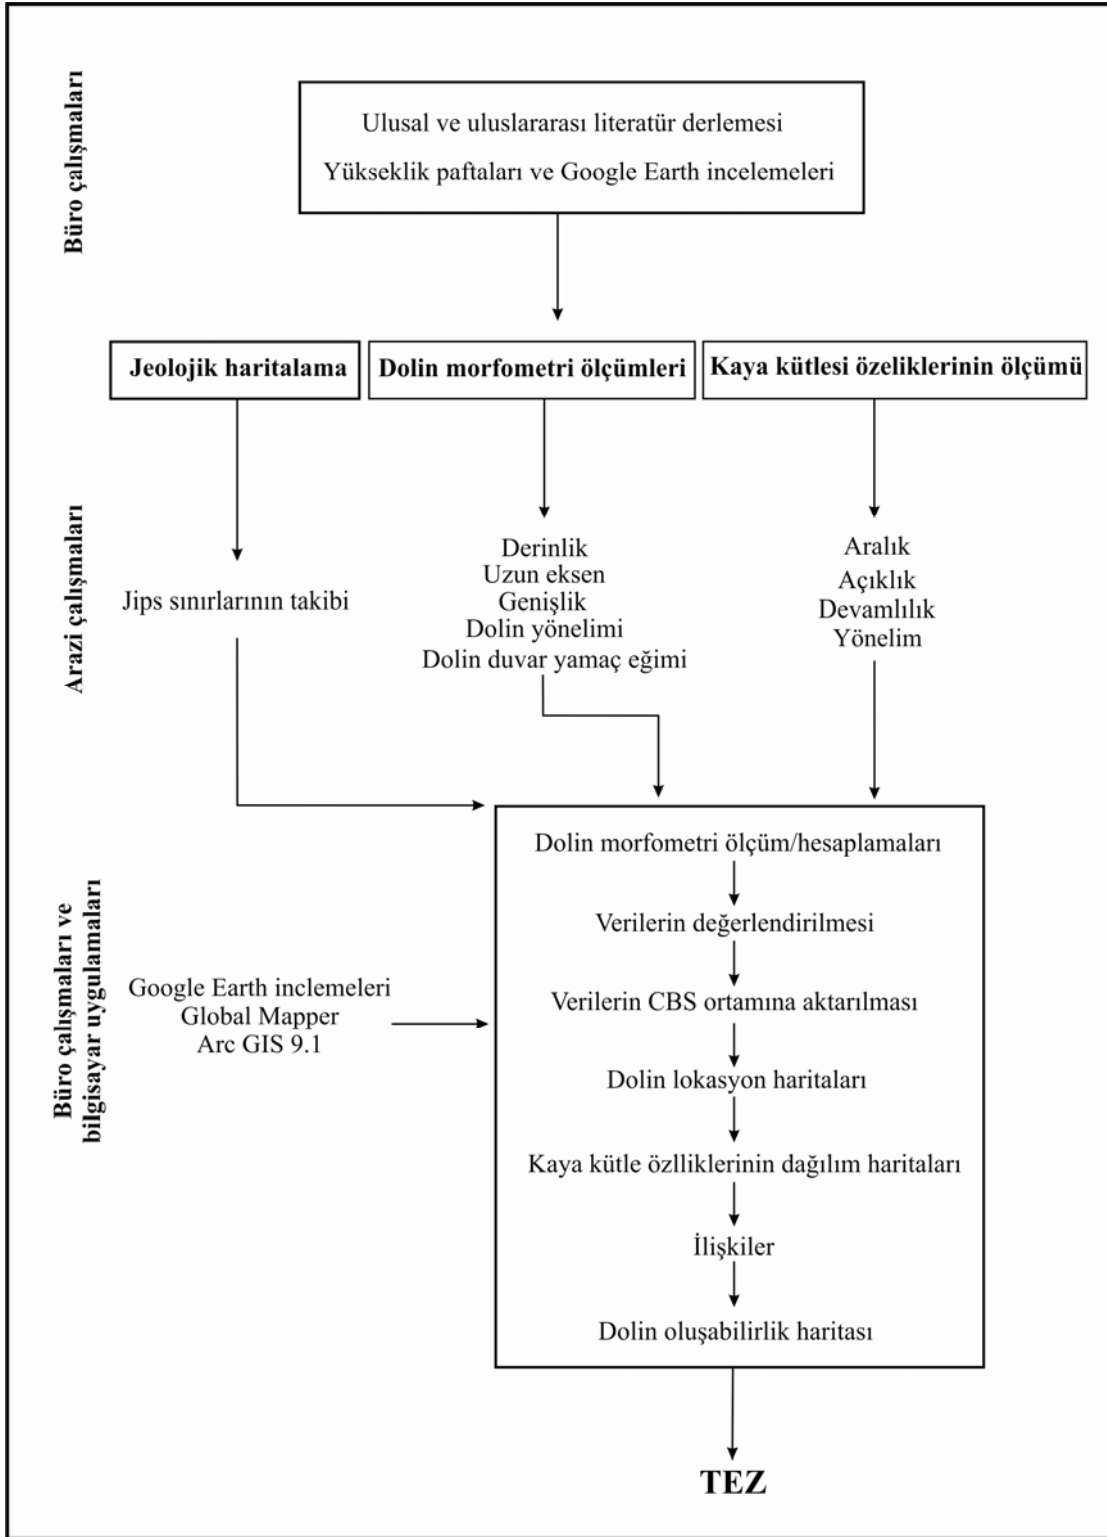 Büro çalışmaları
Ulusal ve uluslararası literatür derlemesi
Yükseklik paftaları ve Google Earth incelemeleri
Arazi çalışmaları
Jeolojik haritalama
Dolin morfometri ölçümleri
Kaya kütlesi özeliklerinin ölçümü
Jips sınırlarının takibi
Derinlik
Uzun eksen
Genişlik
Dolin yönelimi
Dolin duvar yamaç eğimi
Aralık
Açıklık
Devamlılık
Yönelim
Büro çalışmaları ve
bilgisayar uygulamaları
Google Earth inclemeleri
Global Mapper
Arc GIS 9.1
Dolin morfometri ölçüm/hesaplamaları
Verilerin değerlendirilmesi
Verilerin CBS ortamına aktarılması
Dolin lokasyon haritaları
Kaya kütle özlliklerinin dağılım haritaları
İlişkiler
Dolin oluşabilirlik haritası
TEZ